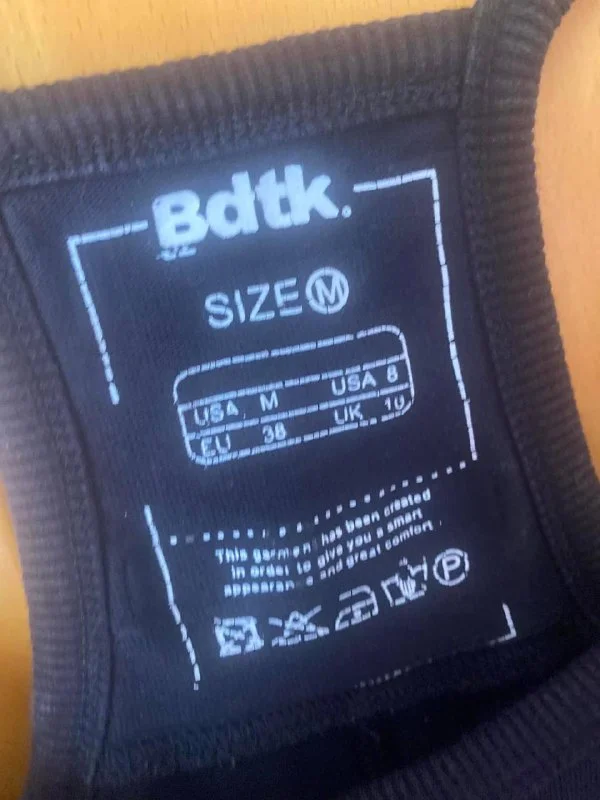 Bdtk.
SIZE M
USA M USA 8
EU 38 UK 10
This garment has been created
in order to give you a smart
appearance and great comfort.
P